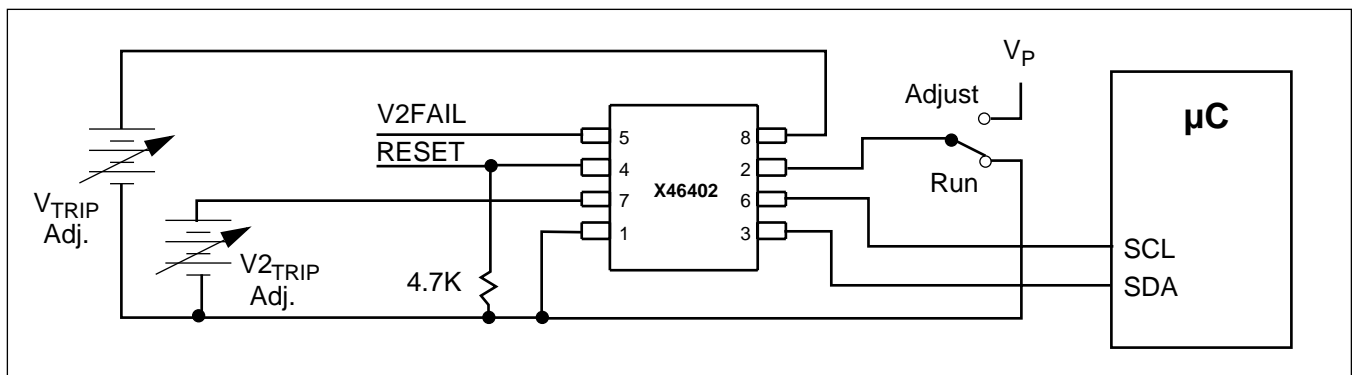 V_P
Adjust
µC
V2FAIL
5
8
RESET
4
2
X46402
Run
V_TRIP
Adj.
7
6
1
3
SCL
V2_TRIP
Adj.
4.7K
SDA